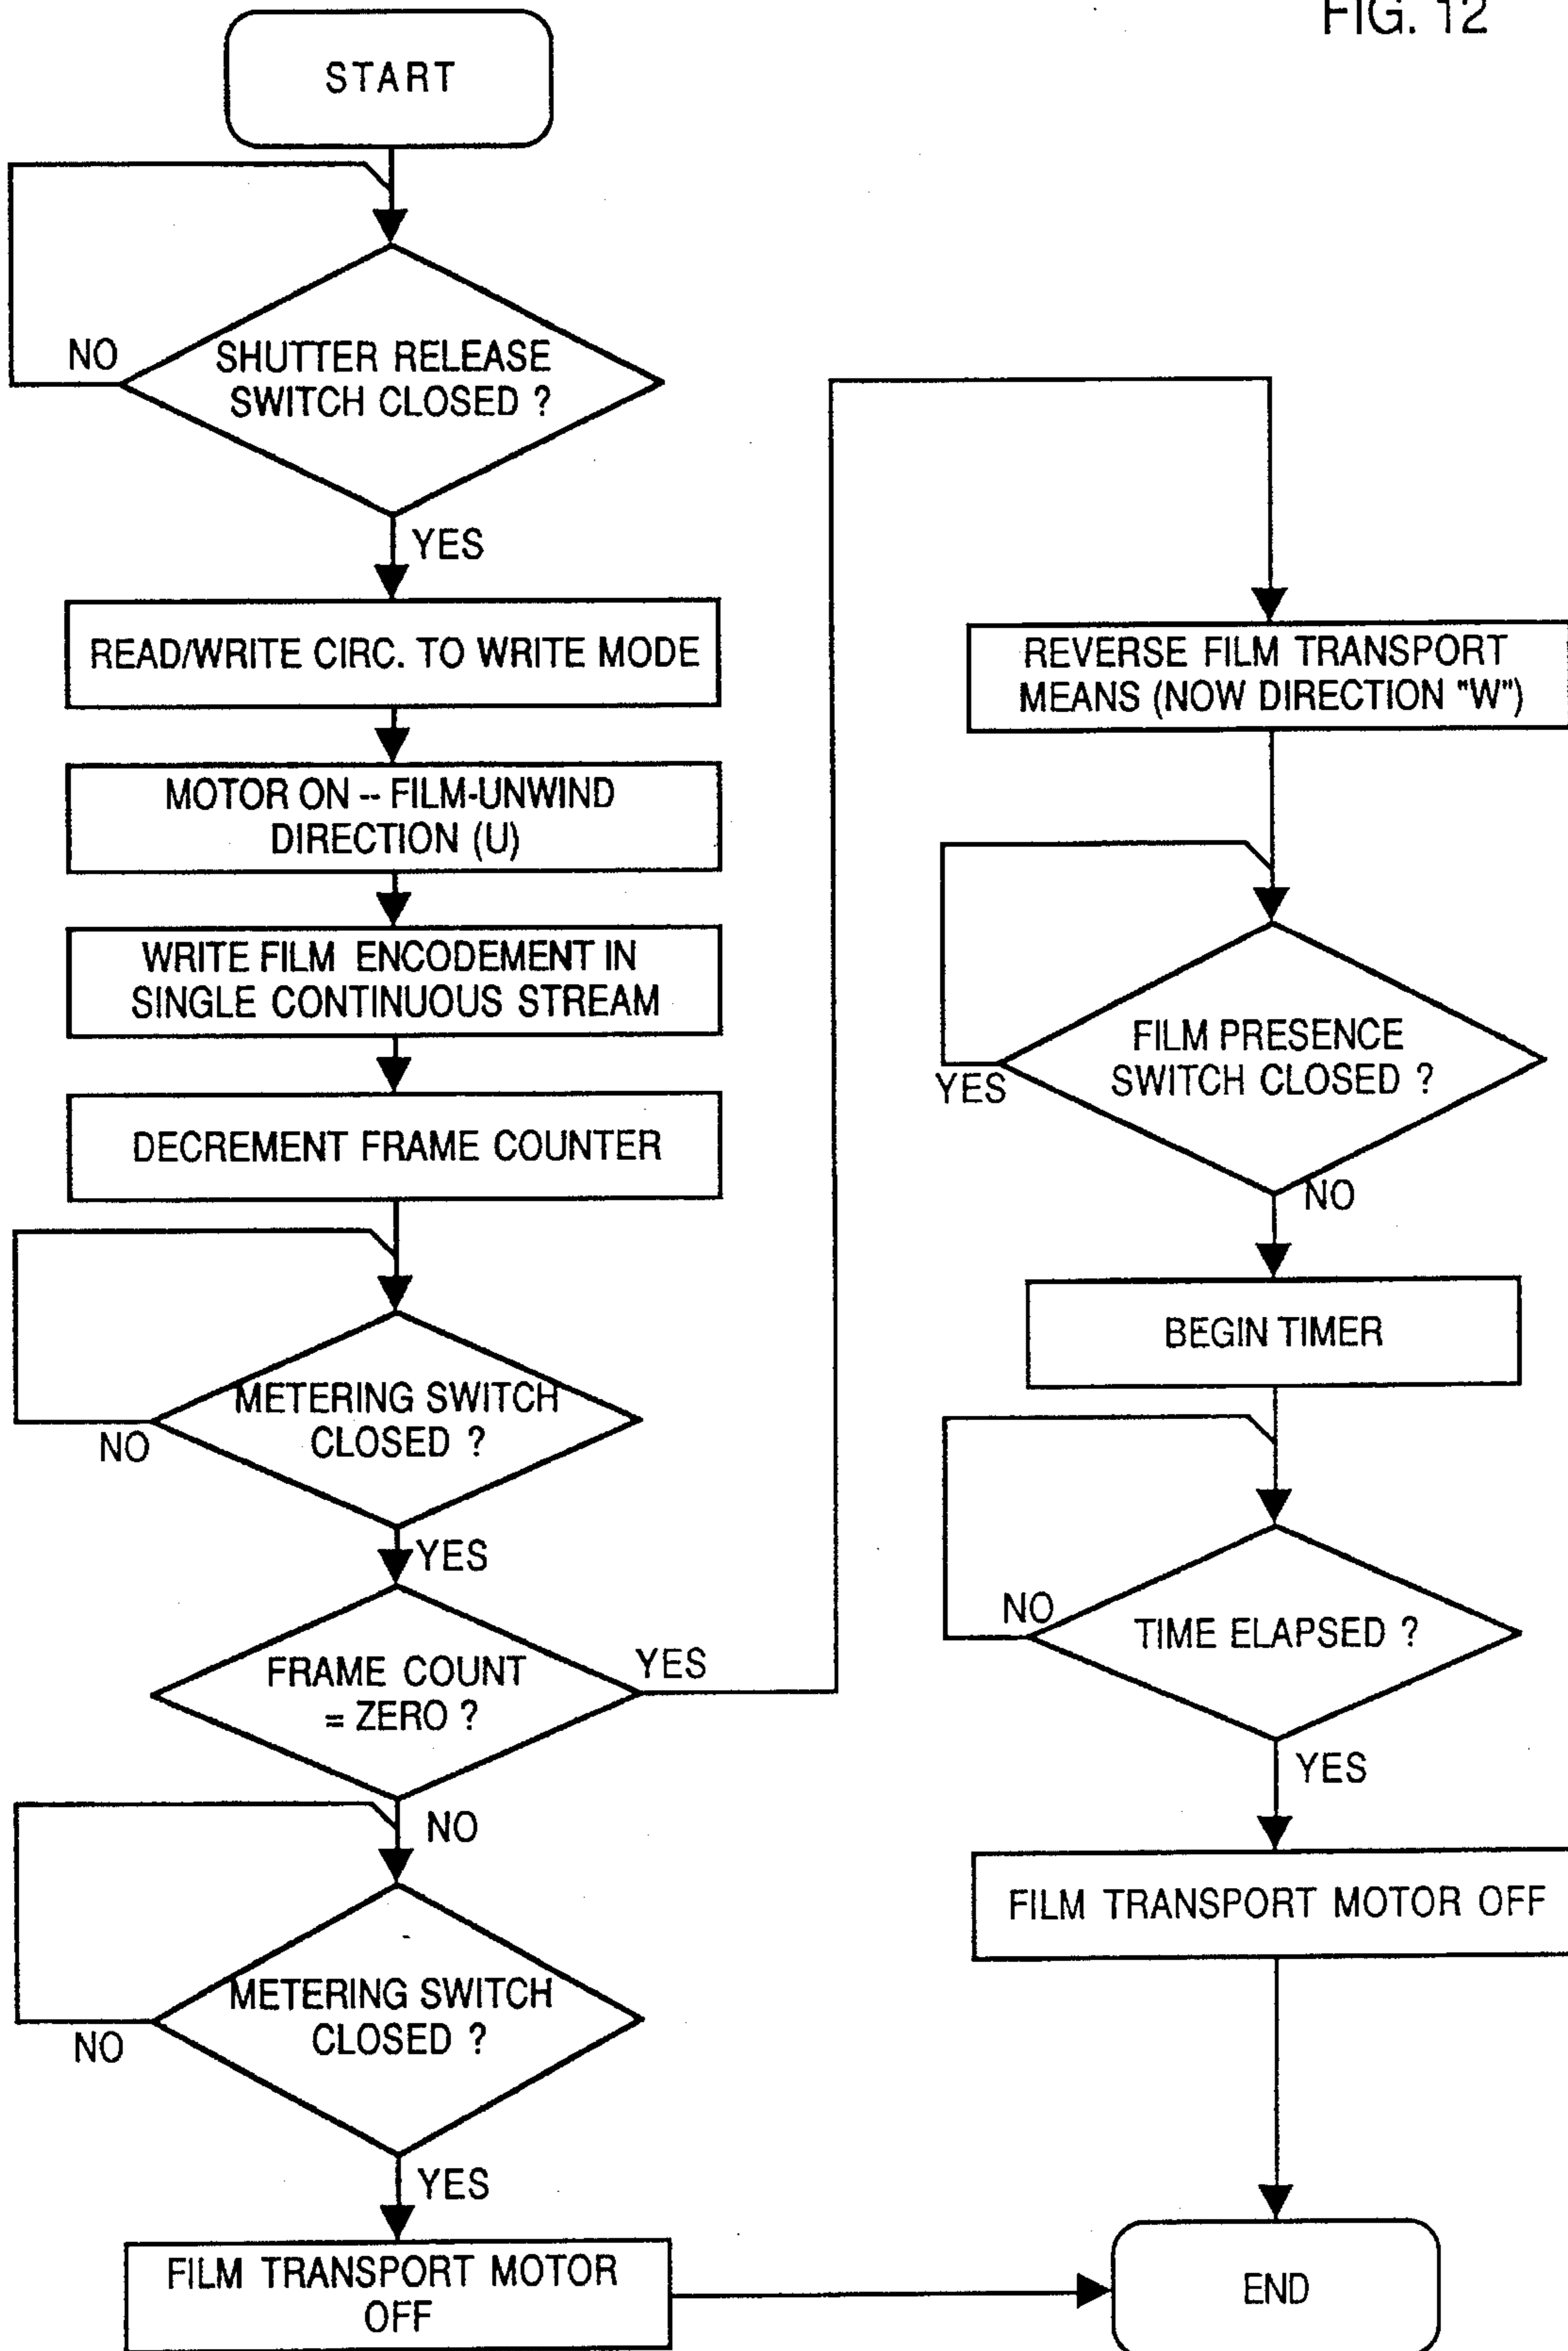 FIG. 12
START
NO
SHUTTER RELEASE
SWITCH CLOSED ?
YES
READ/WRITE CIRC. TO WRITE MODE
MOTOR ON -- FILM-UNWIND
DIRECTION (U)
WRITE FILM ENCODEMENT IN
SINGLE CONTINUOUS STREAM
DECREMENT FRAME COUNTER
METERING SWITCH
CLOSED ?
NO
YES
FRAME COUNT
= ZERO ?
YES
NO
METERING SWITCH
CLOSED ?
NO
YES
FILM TRANSPORT MOTOR
OFF
REVERSE FILM TRANSPORT
MEANS (NOW DIRECTION "W")
FILM PRESENCE
SWITCH CLOSED ?
YES
NO
BEGIN TIMER
NO
TIME ELAPSED ?
YES
FILM TRANSPORT MOTOR OFF
END